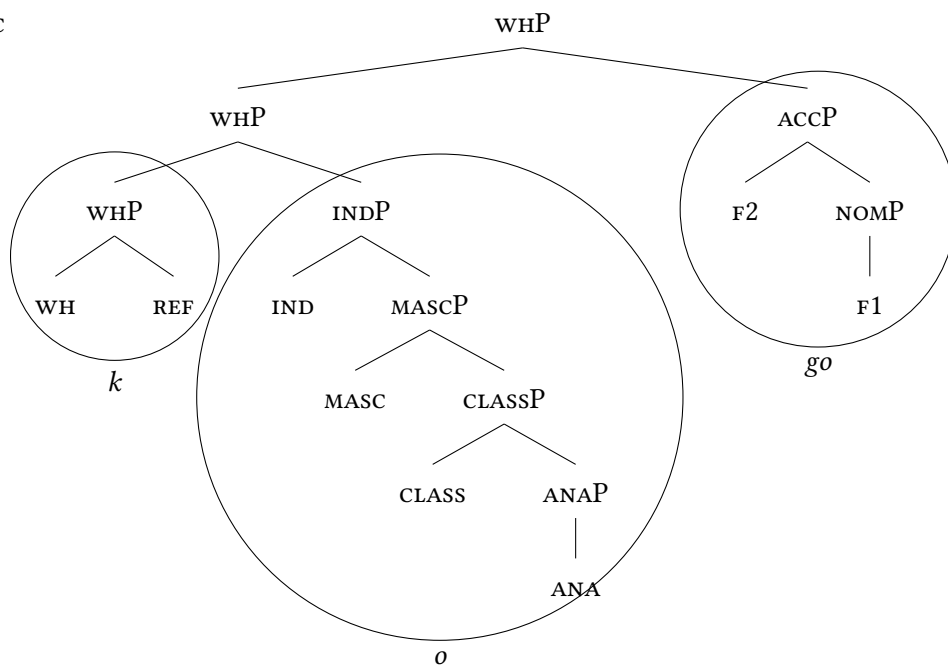 c
WHP
WHP ACCP
WHP INDP F2 NOMP
WH REF IND MASCP F1
k go
MASC CLASSP
CLASS ANAP
ANA
o